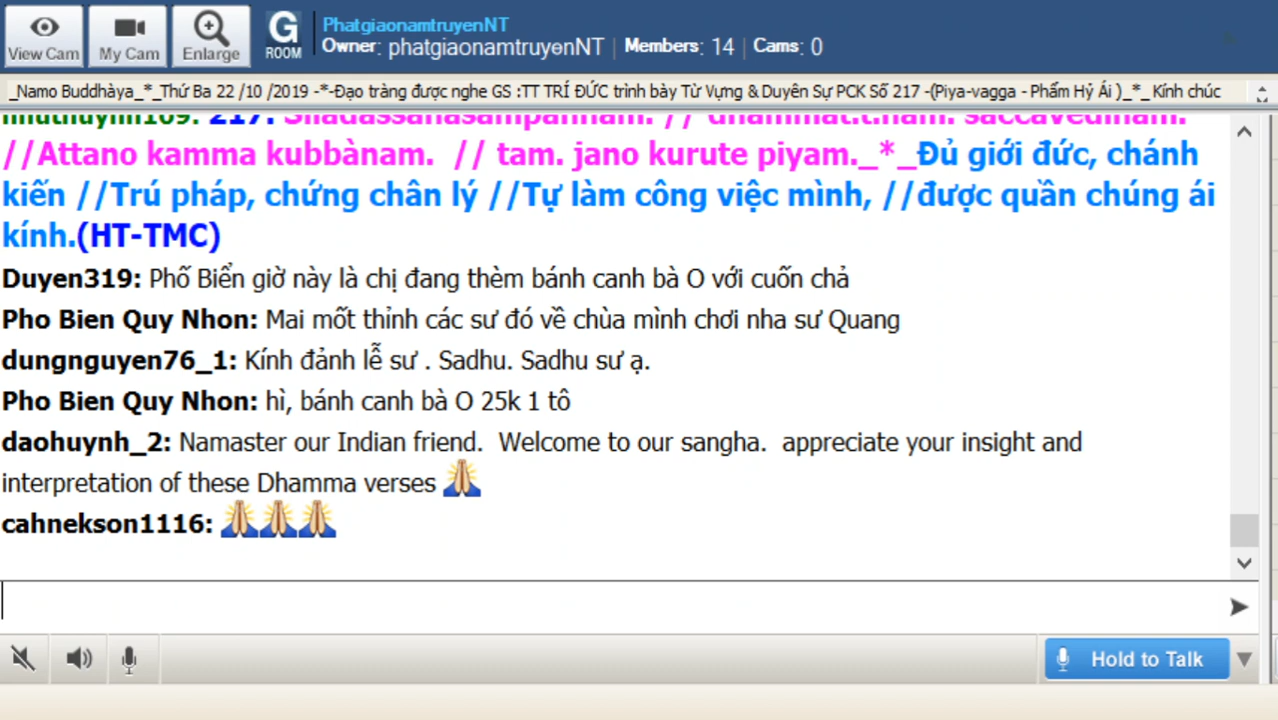 View Cam
My Cam
Enlarge
G
ROOM
PhatgiaonamtruyenNT
Owner: phatgiaonamtruyenNT | Members: 14 | Cams: 0
_Namo Buddhàya_*_Thứ Ba 22 /10 /2019 -*-Đạo tràng được nghe GS :TT TRÍ ĐỨC trình bày Từ Vựng & Duyên Sự PCK Số 217 -(Piya-vagga - Phẩm Hỷ Ái )_*_ Kính chúc
217. Sìladassanasampannam. // dhammat.t.ham. saccavedinam.
//Attano kamma kubbànam.  // tam. jano kurute piyam._*_Đủ giới đức, chánh
kiến //Trú pháp, chứng chân lý //Tự làm công việc mình, //được quần chúng ái
kính.(HT-TMC)
Duyen319: Phố Biển giờ này là chị đang thèm bánh canh bà O với cuốn chả
Pho Bien Quy Nhon: Mai mốt thỉnh các sư đó về chùa mình chơi nha sư Quang
dungnguyen76_1: Kính đảnh lễ sư . Sadhu. Sadhu sư ạ.
Pho Bien Quy Nhon: hì, bánh canh bà O 25k 1 tô
daohuynh_2: Namaster our Indian friend.  Welcome to our sangha.  appreciate your insight and
interpretation of these Dhamma verses 🙏
cahnekson1116: 🙏🙏🙏
Hold to Talk